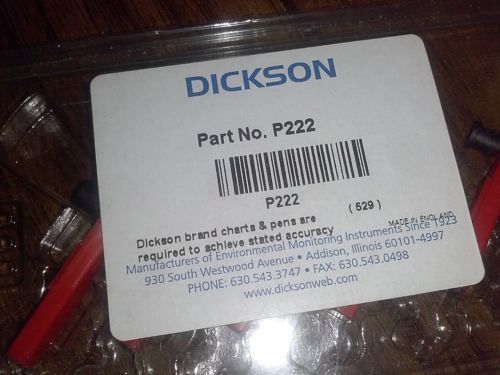 DICKSON
Part No. P222
P222
( 529 )
Dickson brand charts & pens are
required to achieve stated accuracy
MADE IN ENGLAND
Manufacturers of Environmental Monitoring Instruments Since 1923
930 South Westwood Avenue • Addison, Illinois 60101-4997
PHONE: 630.543.3747 • FAX: 630.543.0498
www.dicksonweb.com